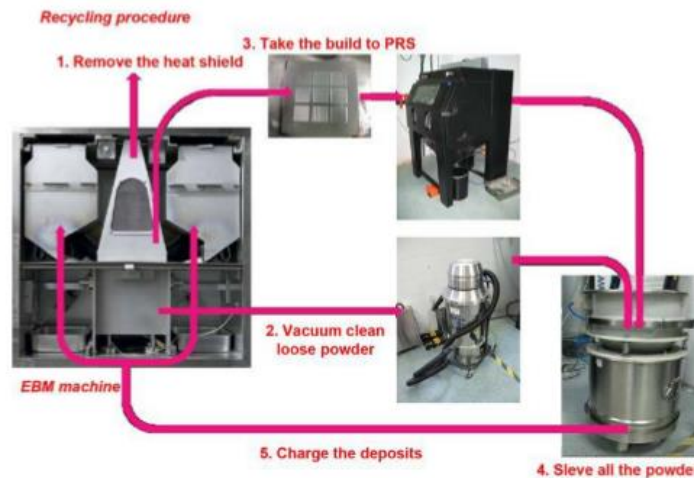 Recycling procedure
3. Take the build to PRS
1. Remove the heat shield
2. Vacuum clean
loose powder
EBM machine
5. Charge the deposits
4. Sieve all the powde